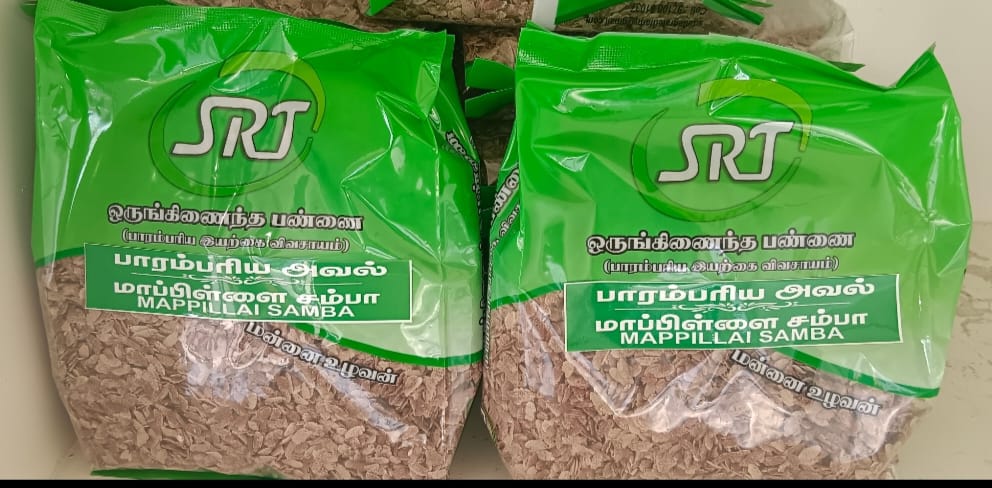 SRT
ஒருங்கிணைந்த பண்ணை
(பாரம்பரிய இயற்கை விவசாயம்)
பாரம்பரிய அவல்
மாப்பிள்ளை சம்பா
MAPPILLAI SAMBA
மன்னை உழவன்
SRT
ஒருங்கிணைந்த பண்ணை
(பாரம்பரிய இயற்கை விவசாயம்)
பாரம்பரிய அவல்
மாப்பிள்ளை சம்பா
MAPPILLAI SAMBA
மன்னை உழவன்